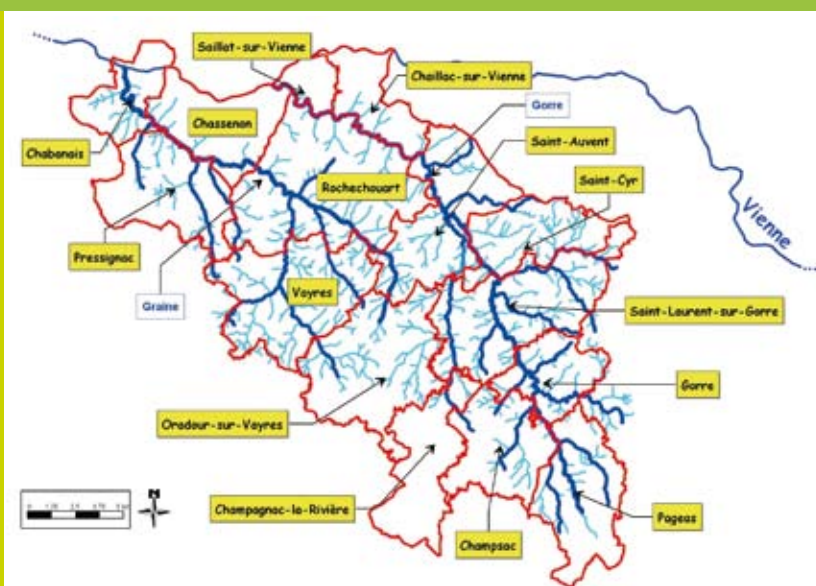 Saillat-sur-Vienne
Chaillac-sur-Vienne
Chassenon
Gorre
Saint-Auvent
Chabanais
Rochechouart
Saint-Cyr
Vienne
Pressignac
Graine
Vayres
Saint-Laurent-sur-Gorre
Gorre
Oradour-sur-Vayres
N
Champagnac-la-Rivière
Champsac
Pageas